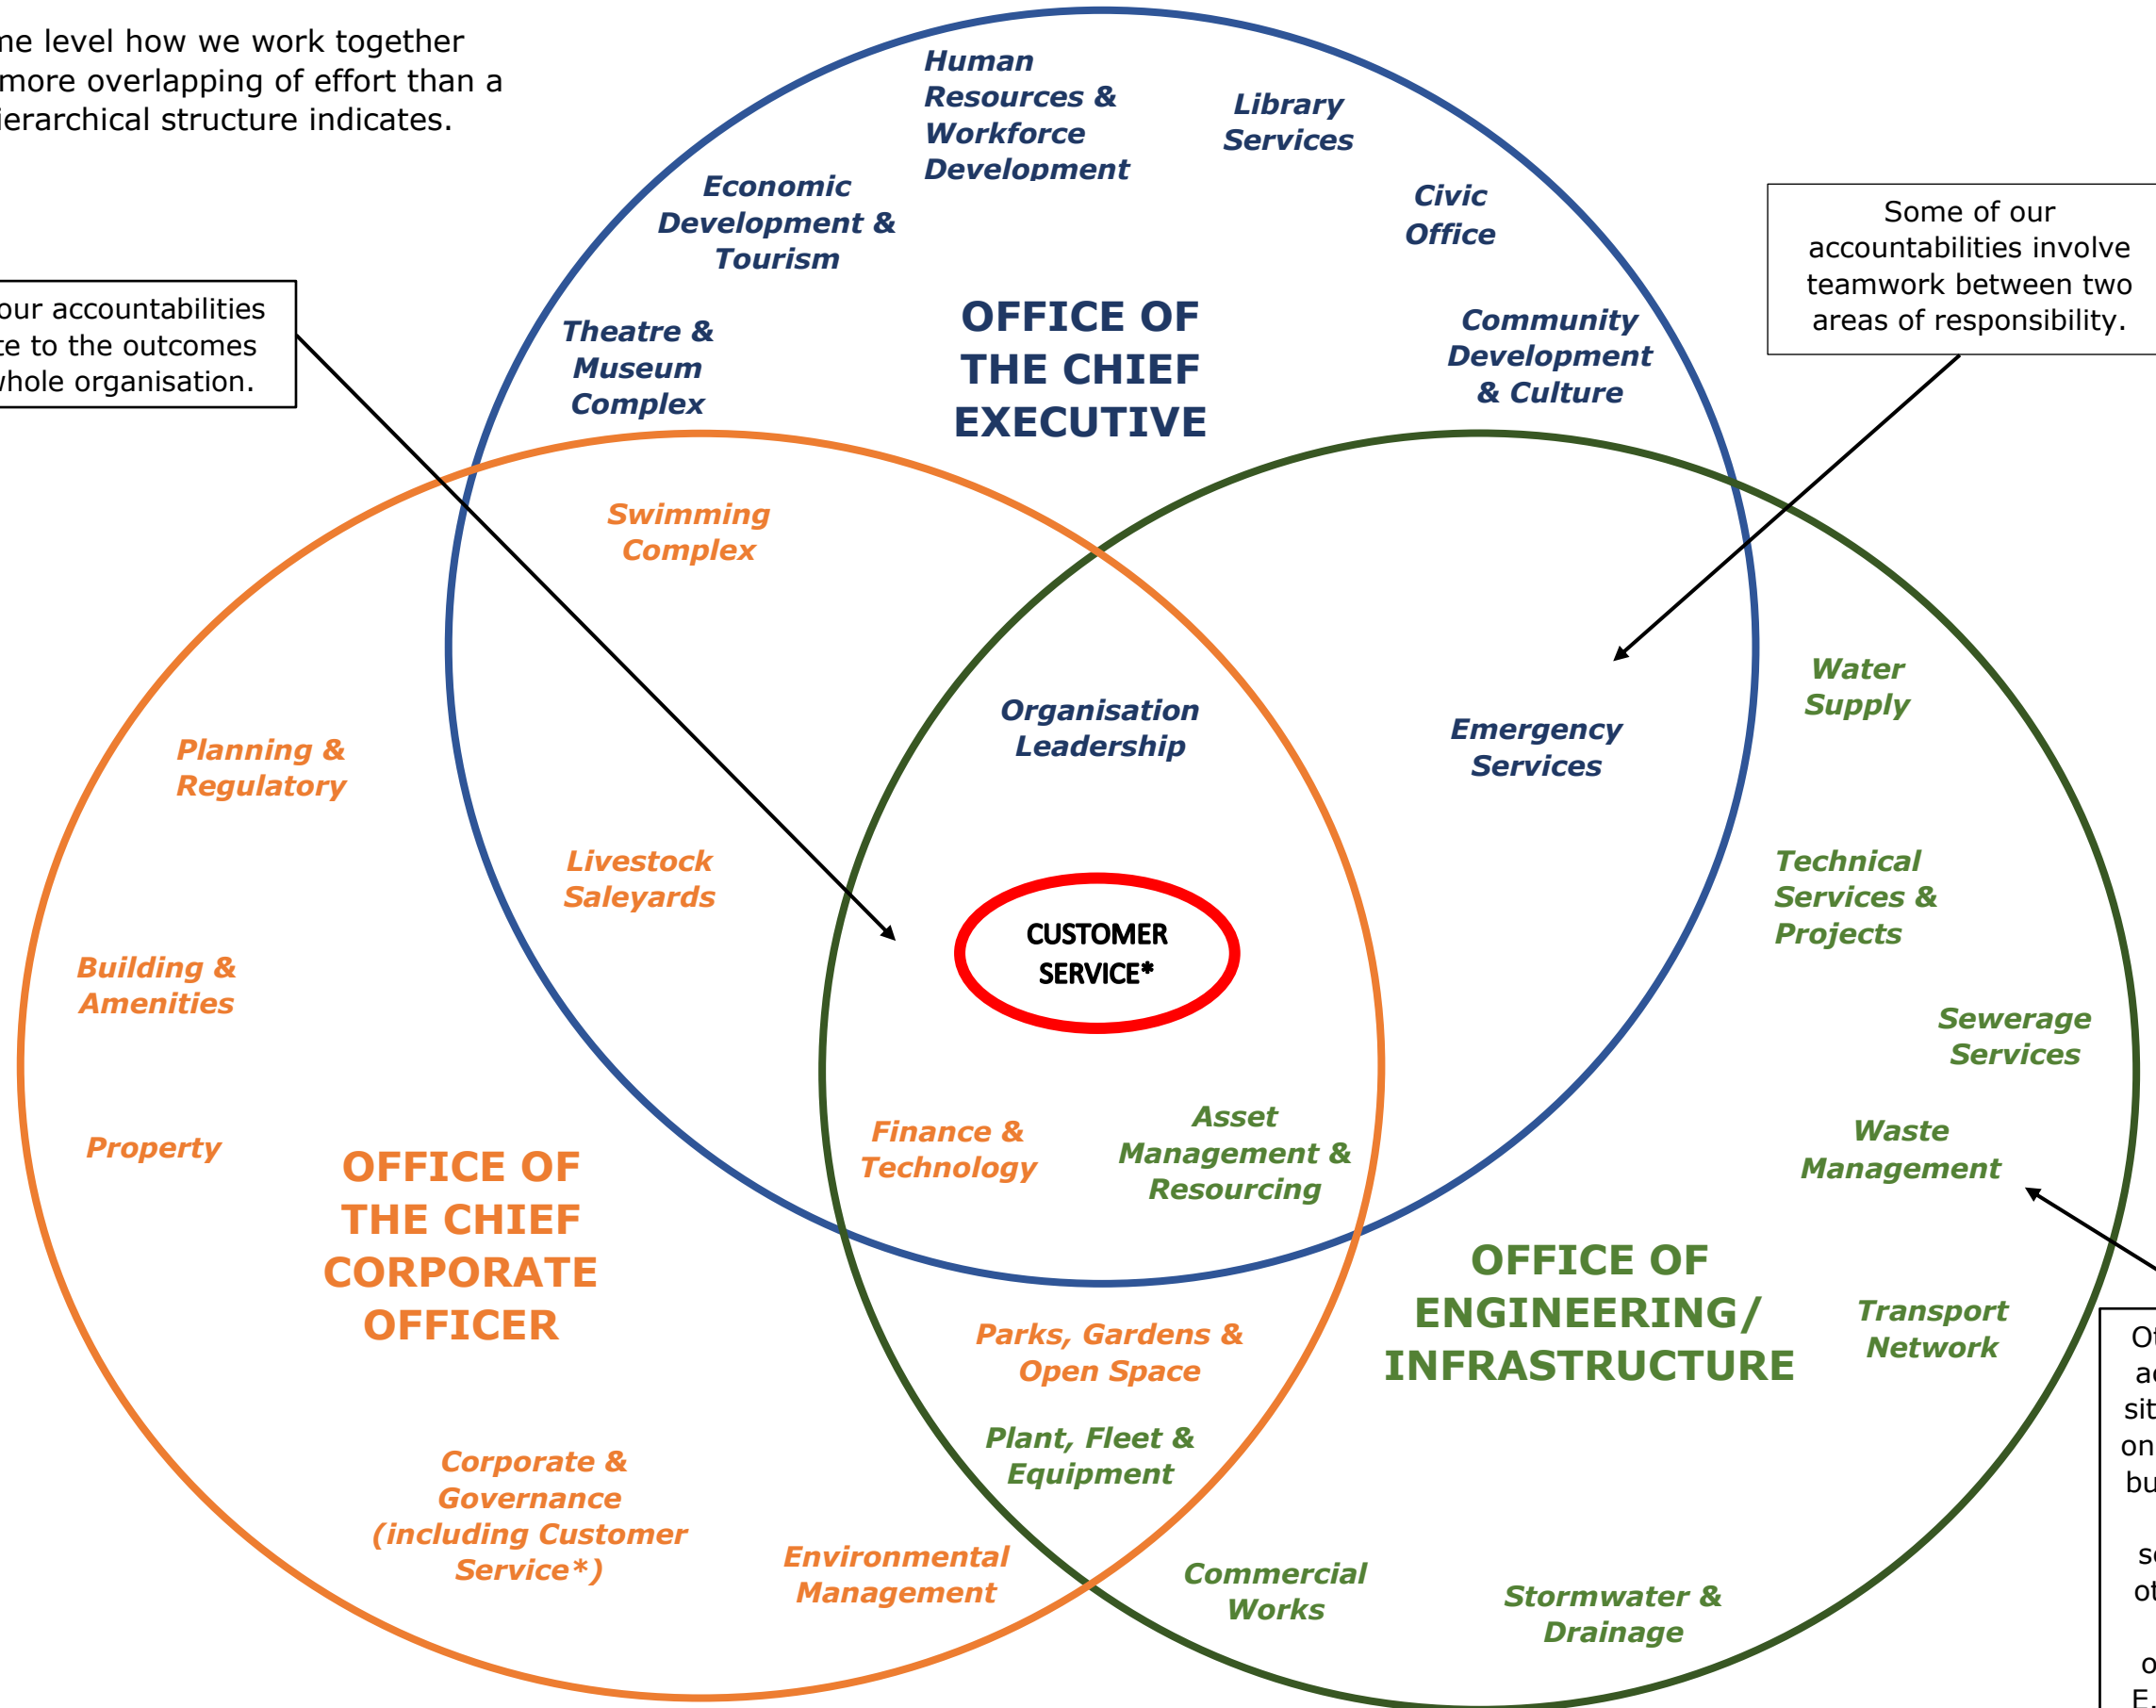 me level how we work together
more overlapping of effort than a
hierarchical structure indicates.
Human
Resources &
Workforce
Development
Library
Services
Economic
Development &
Tourism
Civic
Office
Some of our
accountabilities involve
teamwork between two
areas of responsibility.
our accountabilities
te to the outcomes
whole organisation.
Theatre &
Museum
Complex
OFFICE OF
THE CHIEF
EXECUTIVE
Community
Development
& Culture
Swimming
Complex
Organisation
Leadership
Emergency
Services
Water
Supply
Planning &
Regulatory
Livestock
Saleyards
Technical
Services &
Projects
CUSTOMER
SERVICE*
Building &
Amenities
Sewerage
Services
Property
Finance &
Technology
Asset
Management &
Resourcing
Waste
Management
OFFICE OF
THE CHIEF
CORPORATE
OFFICER
OFFICE OF
ENGINEERING/
INFRASTRUCTURE
Transport
Network
Parks, Gardens &
Open Space
Plant, Fleet &
Equipment
Corporate &
Governance
(including Customer
Service*)
Environmental
Management
Commercial
Works
Stormwater &
Drainage
sit
on
bu